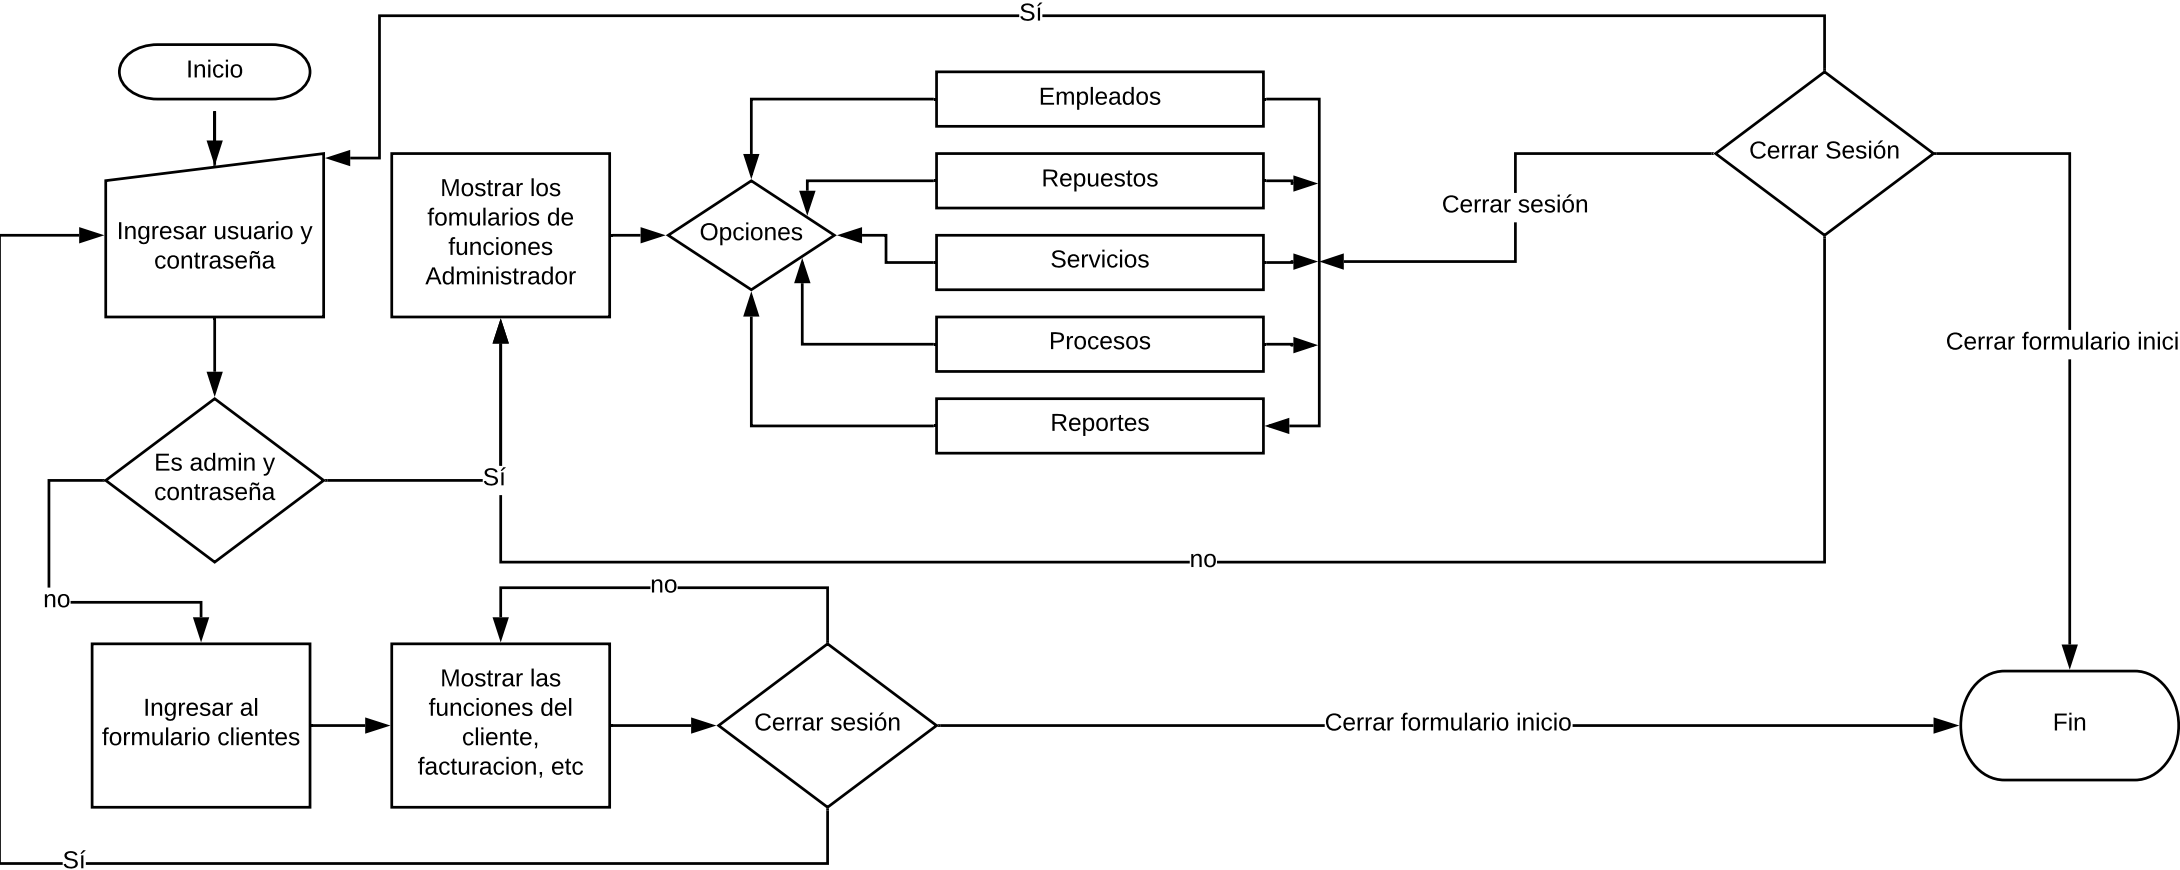 Sí
Inicio
Empleados
Cerrar Sesión
Mostrar los
fomularios de
funciones
Administrador
Repuestos
Cerrar sesión
Ingresar usuario y
contraseña
Opciones
Servicios
Procesos
Cerrar formulario inici
Reportes
Es admin y
contraseña
Sí
no
no
no
Ingresar al
formulario clientes
Mostrar las
funciones del
cliente,
facturacion, etc
Cerrar sesión
Cerrar formulario inicio
Fin
Sí